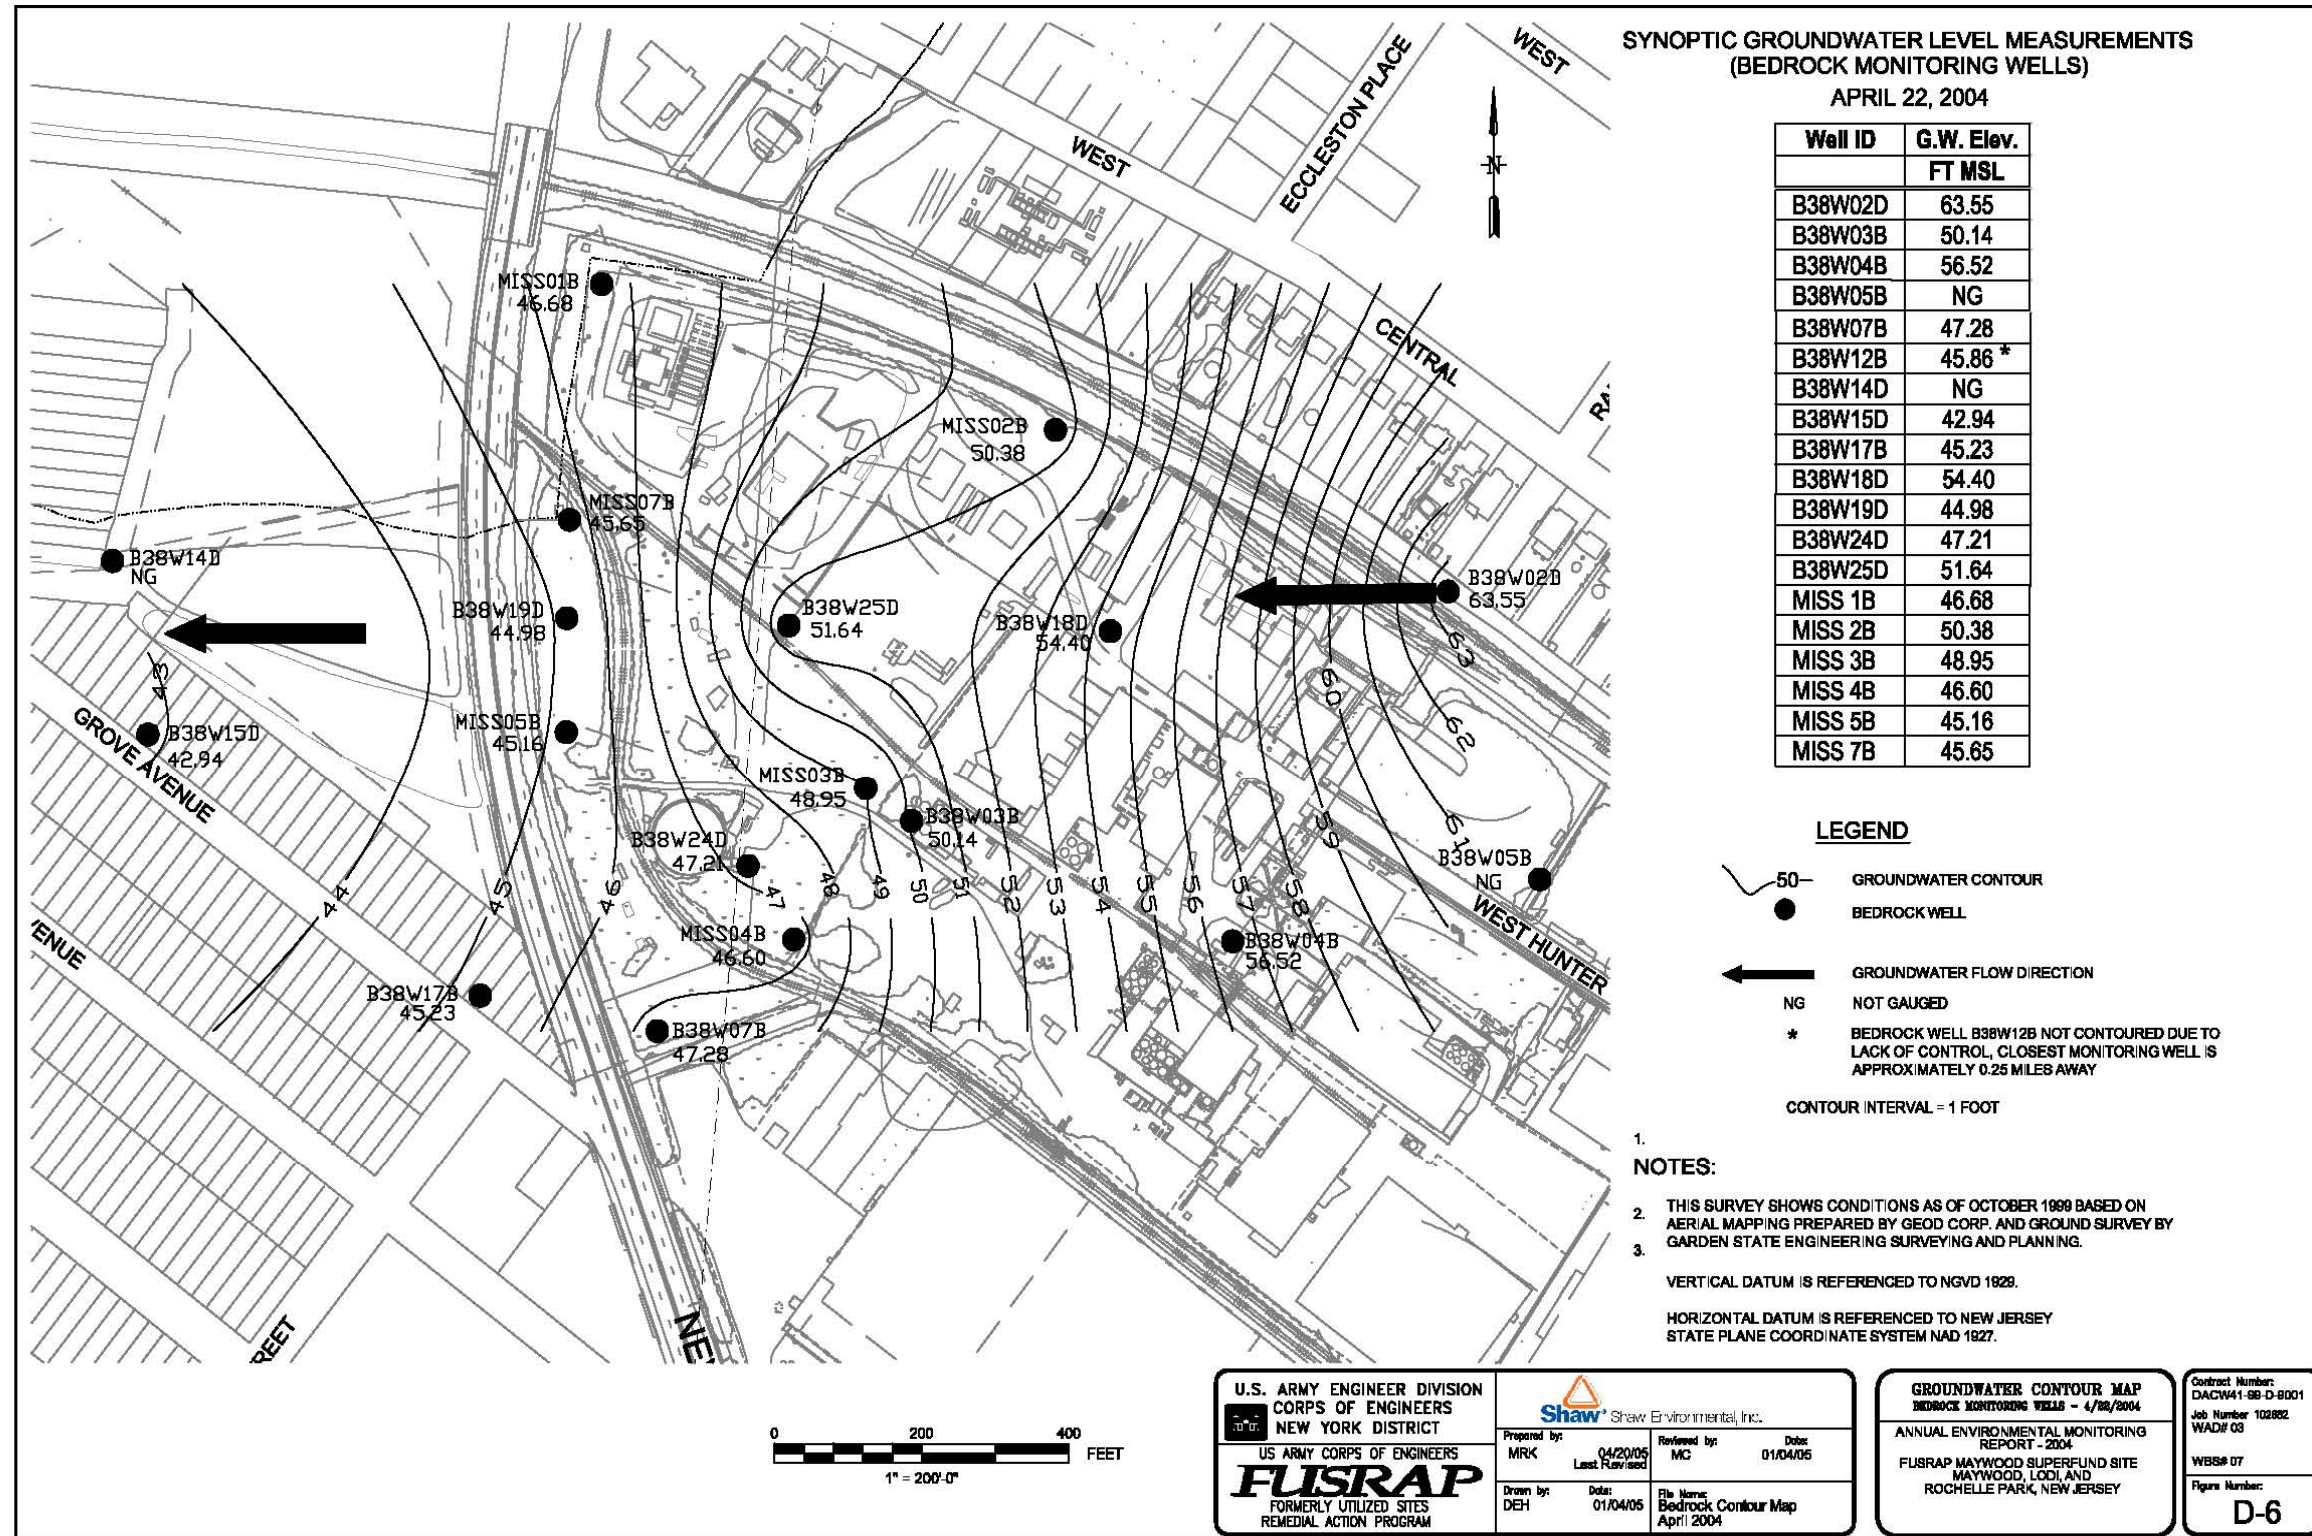 SYNOPTIC GROUNDWATER LEVEL MEASUREMENTS
(BEDROCK MONITORING WELLS)
APRIL 22, 2004
Well ID G.W. Elev.
FT MSL
B38W02D 63.55
B38W03B 50.14
B38W04B 56.52
B38W05B NG
B38W07B 47.28
B38W12B 45.86 *
B38W14D NG
B38W15D 42.94
B38W17B 45.23
B38W18D 54.40
B38W19D 44.98
B38W24D 47.21
B38W25D 51.64
MISS 1B 46.68
MISS 2B 50.38
MISS 3B 48.95
MISS 4B 46.60
MISS 5B 45.16
MISS 7B 45.65
LEGEND
50 GROUNDWATER CONTOUR
BEDROCK WELL
GROUNDWATER FLOW DIRECTION
NG NOT GAUGED
* BEDROCK WELL B38W12B NOT CONTOURED DUE TO
LACK OF CONTROL, CLOSEST MONITORING WELL IS
APPROXIMATELY 0.25 MILES AWAY
CONTOUR INTERVAL = 1 FOOT
1.
NOTES:
2. THIS SURVEY SHOWS CONDITIONS AS OF OCTOBER 1999 BASED ON
AERIAL MAPPING PREPARED BY GEOD CORP. AND GROUND SURVEY BY
3. GARDEN STATE ENGINEERING SURVEYING AND PLANNING.
VERTICAL DATUM IS REFERENCED TO NGVD 1929.
HORIZONTAL DATUM IS REFERENCED TO NEW JERSEY
STATE PLANE COORDINATE SYSTEM NAD 1927.
WEST
WEST
ECCLESTON PLACE
N
CENTRAL
RA
MISS01B
46.68
MISS02B
50.38
MISS07B
45.65
B38W14D
NG
B38W19D
44.98
B38W25D
51.64
B38W18D
54.40
B38W02D
63.55
B38W15D
42.94
MISS05B
45.16
MISS03B
48.95
B38W03B
50.14
B38W24D
47.21
B38W05B
NG
MISS04B
46.60
B38W04B
56.52
B38W17B
45.23
B38W07B
47.28
43
44
45
46
47
48
49
50
51
52
53
54
55
56
57
58
59
60
61
62
63
GROVE AVENUE
VENUE
REET
NEW
WEST HUNTER
0 200 400
FEET
1" = 200'-0"
U.S. ARMY ENGINEER DIVISION
CORPS OF ENGINEERS
NEW YORK DISTRICT
US ARMY CORPS OF ENGINEERS
FUSRAP
FORMERLY UTILIZED SITES
REMEDIAL ACTION PROGRAM
Shaw Shaw Environmental, Inc.
Prepared by:
MRK 04/20/05
Last Revised
Reviewed by: Date:
MC 01/04/05
Drawn by: Date:
DEH 01/04/05
File Name:
Bedrock Contour Map
April 2004
GROUNDWATER CONTOUR MAP
BEDROCK MONITORING WELLS - 4/22/2004
ANNUAL ENVIRONMENTAL MONITORING
REPORT - 2004
FUSRAP MAYWOOD SUPERFUND SITE
MAYWOOD, LODI, AND
ROCHELLE PARK, NEW JERSEY
Contract Number:
DACW41-99-D-9001
Job Number 102682
WAD# 03
WBS# 07
Figure Number:
D-6